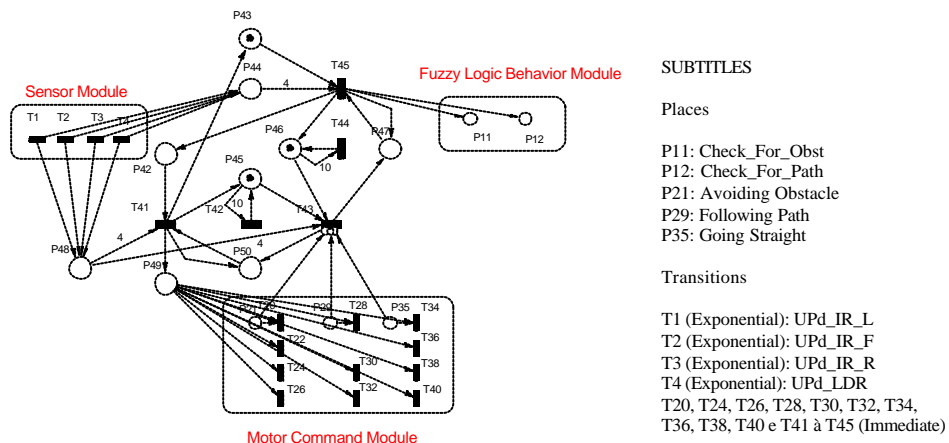 P43
P44
T45
Fuzzy Logic Behavior Module
Sensor Module
4
T1 T2 T3 T4
P46
T44
P47
P11
P12
10
P42
P45
T41
T42
10
T43
P48
4
P50
4
P49
P29
P35
T28
T34
T22
T36
T24
T30
T38
T26
T32
T40
Motor Command Module
SUBTITLES
Places
P11: Check_For_Obst
P12: Check_For_Path
P21: Avoiding Obstacle
P29: Following Path
P35: Going Straight
Transitions
T1 (Exponential): UPd_IR_L
T2 (Exponential): UPd_IR_F
T3 (Exponential): UPd_IR_R
T4 (Exponential): UPd_LDR
T20, T24, T26, T28, T30, T32, T34,
T36, T38, T40 e T41 à T45 (Immediate)